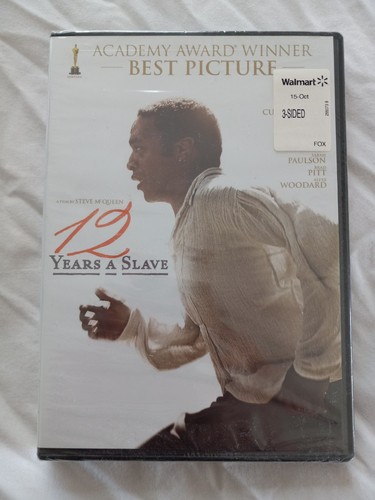 ACADEMY AWARD® WINNER
BEST PICTURE
Walmart
15-Oct
3-SIDED
FOX
CU
PAULSON
PITT
WOODARD
STEVE McQUEEN
12
YEARS A SLAVE